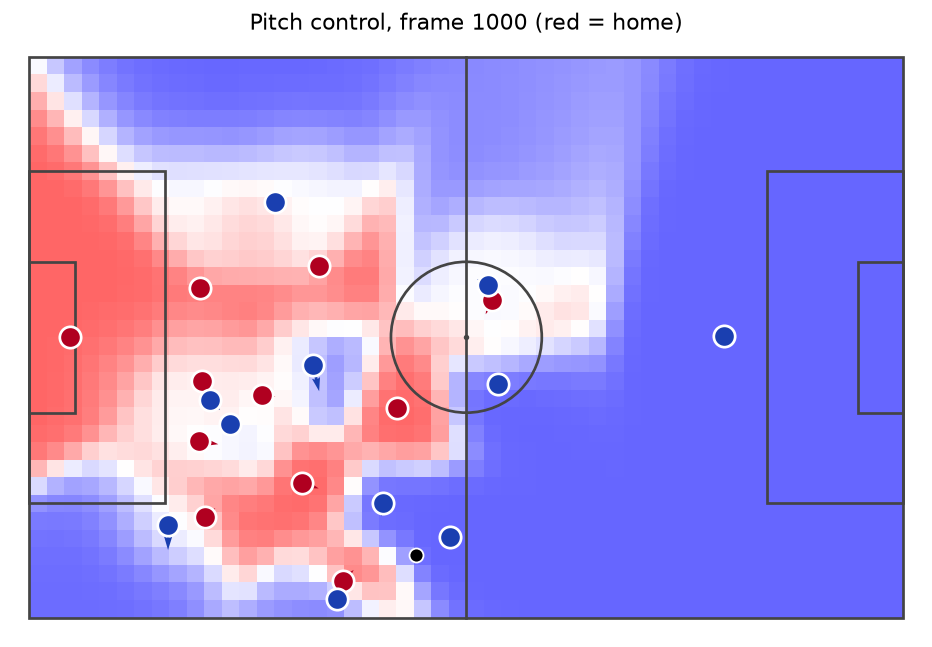 Pitch control, frame 1000 (red = home)